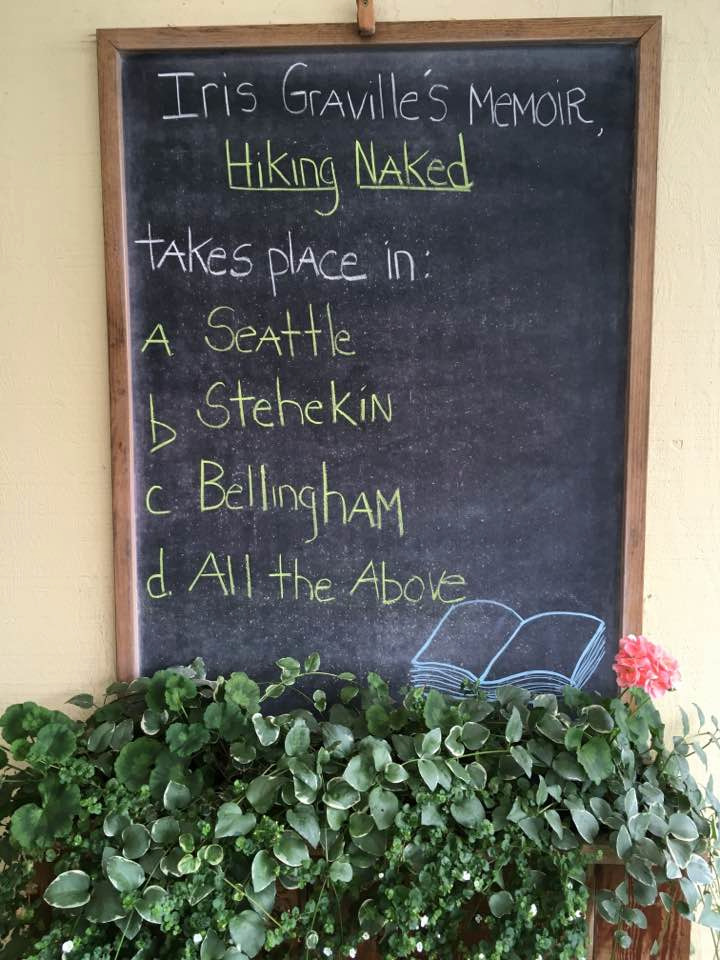 Iris Graville's Memoir,
Hiking Naked
takes place in:
A Seattle
b Stehekin
c Bellingham
d. All the Above